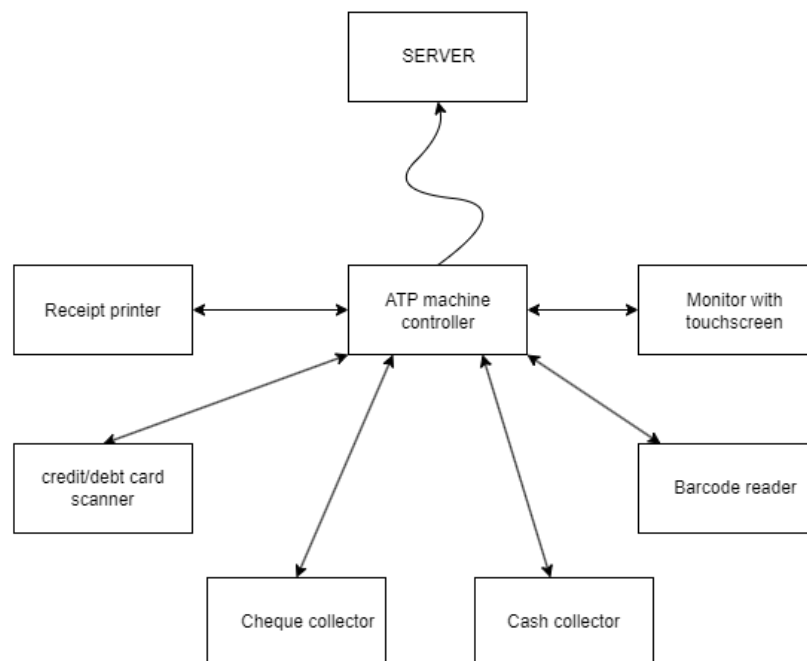 SERVER
Receipt printer
ATP machine
controller
Monitor with
touchscreen
credit/debt card
scanner
Barcode reader
Cheque collector
Cash collector